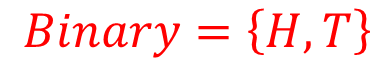 Binary = {H, T}